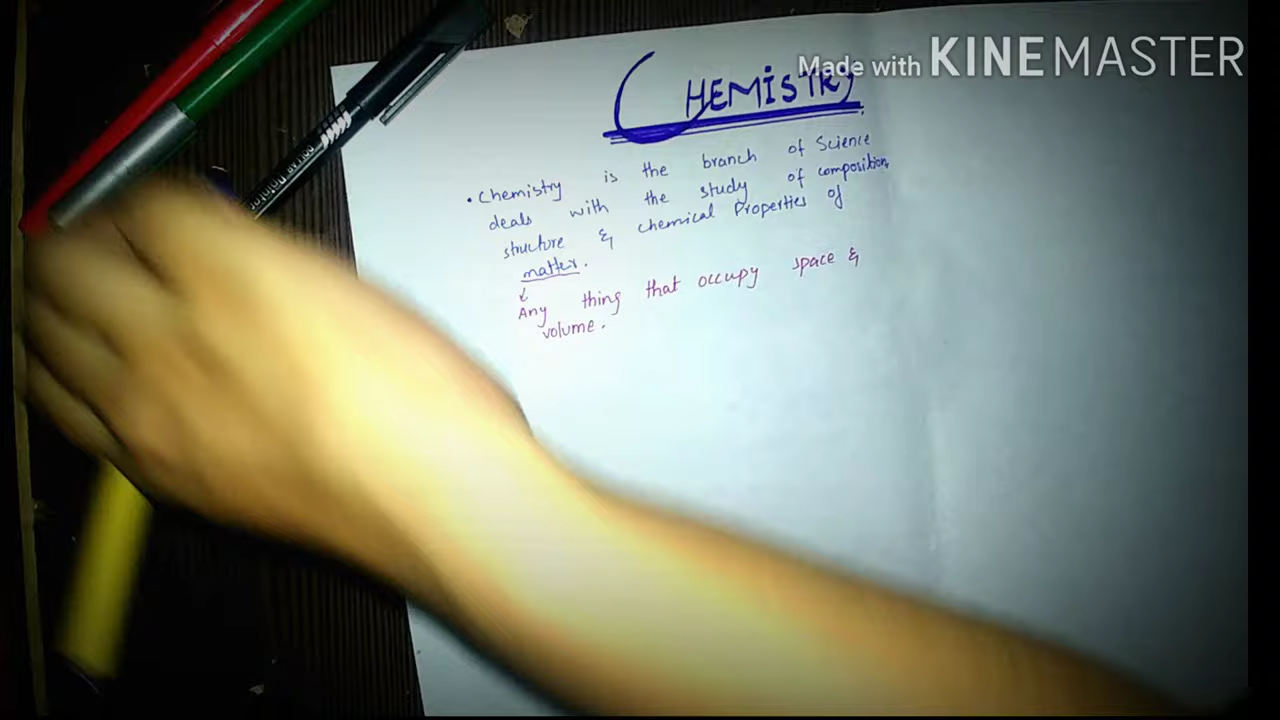 Made with KINEMASTER
CHEMISTRY
• Chemistry is the branch of Science
deals with the study of composition,
structure & chemical Properties of
matter.
Any thing that occupy space &
volume.